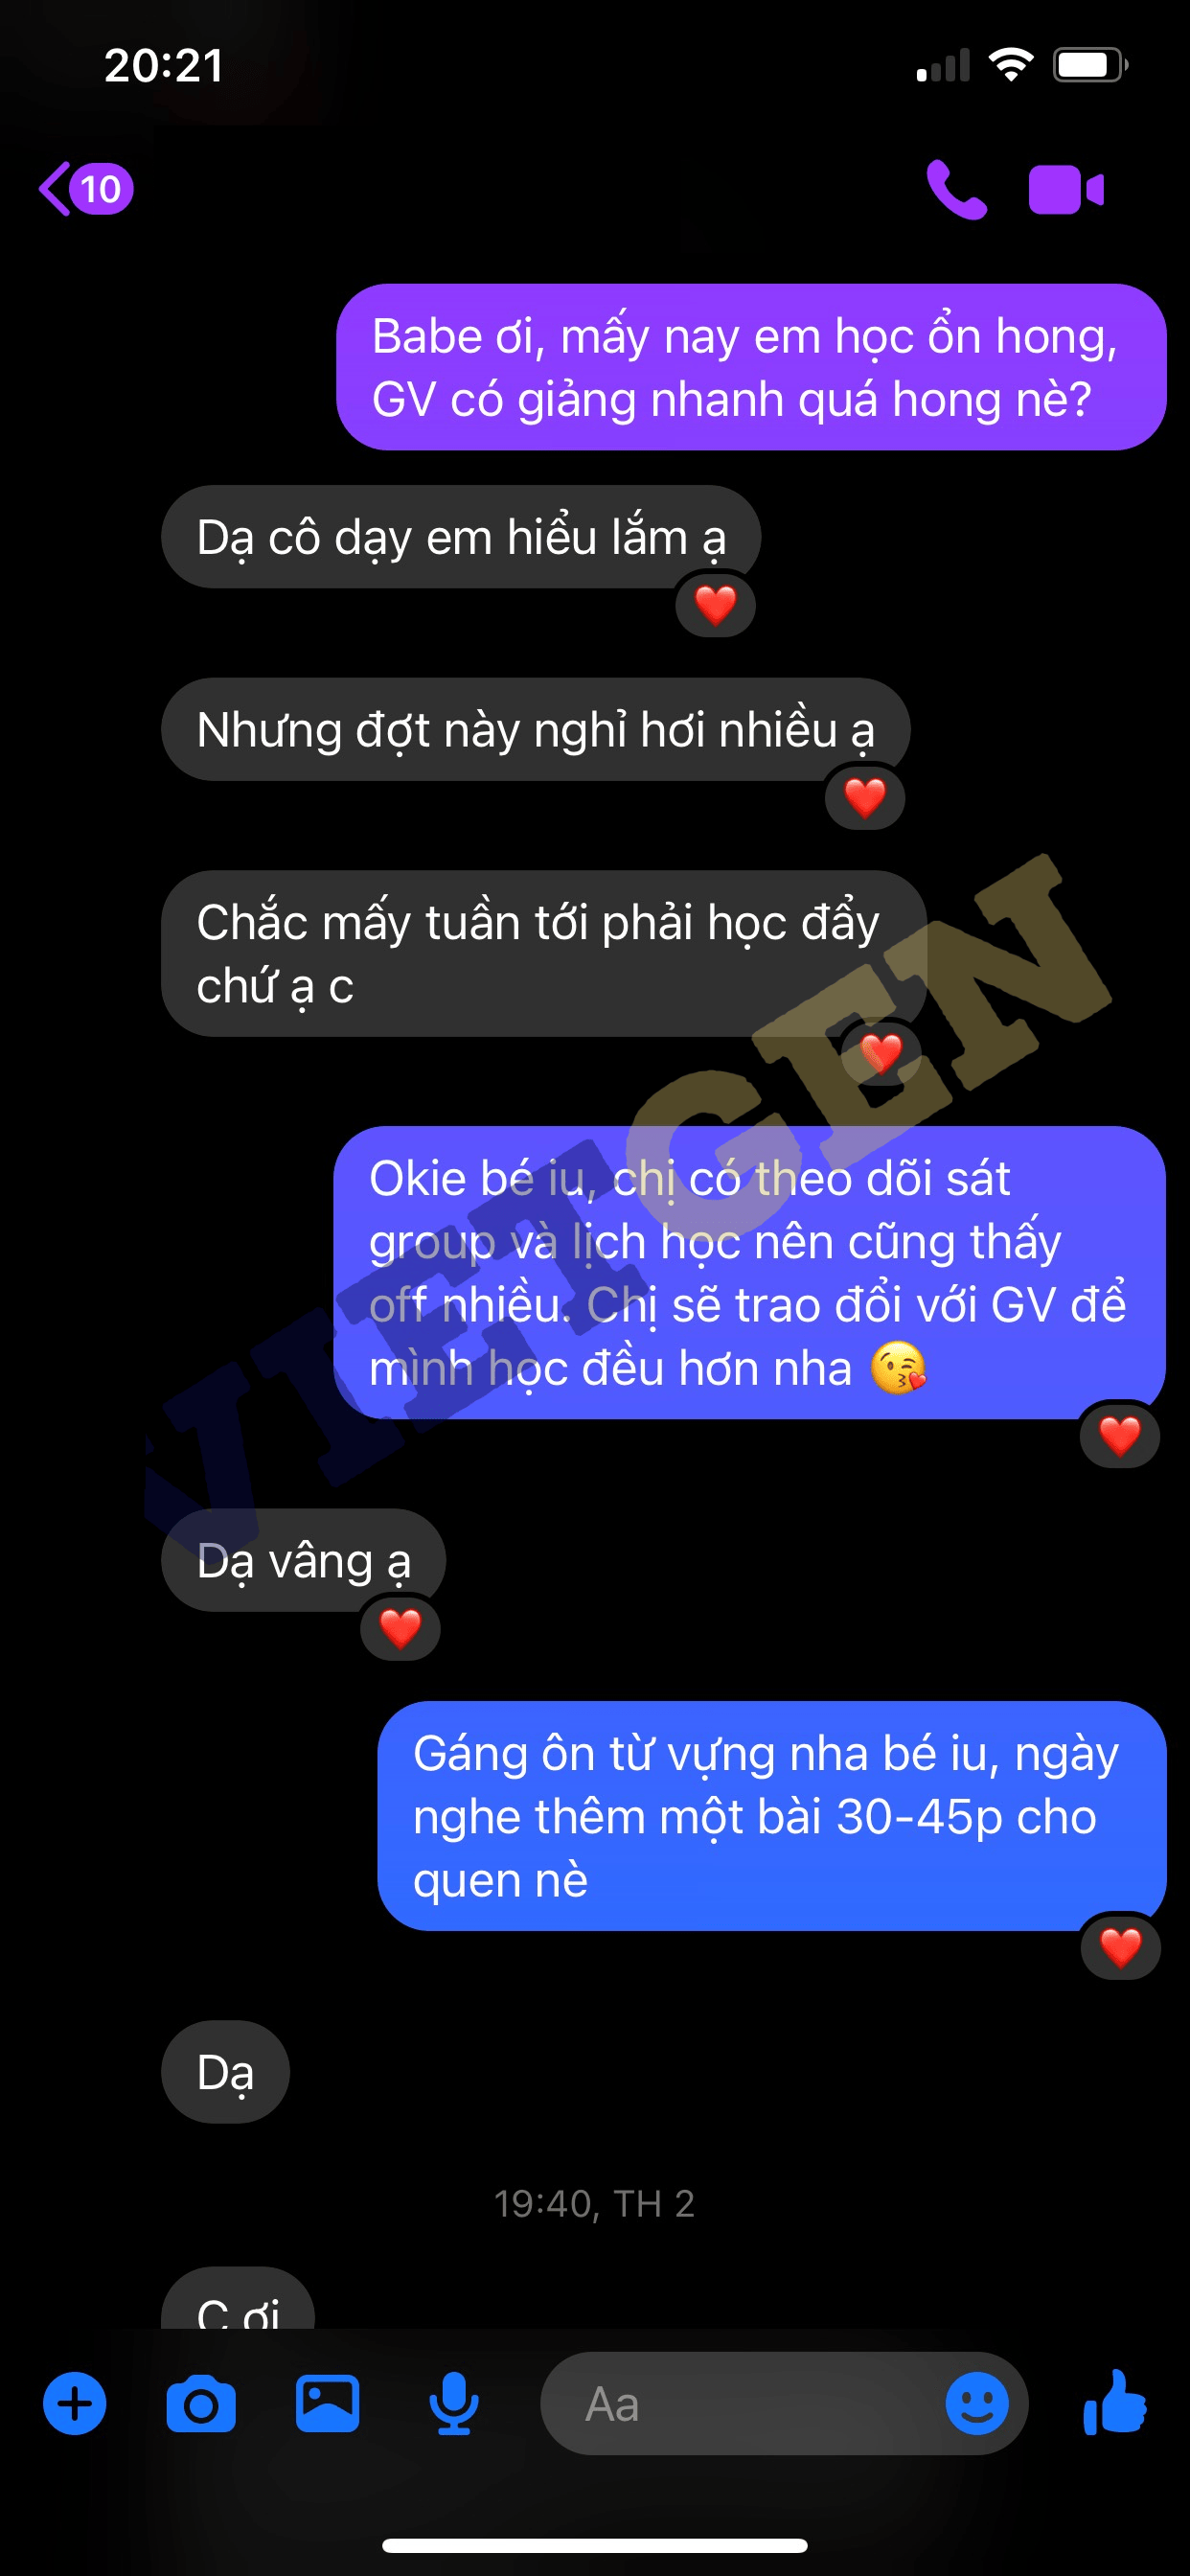 20:21
10
Babe ơi, mấy nay em học ổn hong,
GV có giảng nhanh quá hong nè?
Dạ cô dạy em hiểu lắm ạ
Nhưng đợt này nghỉ hơi nhiều ạ
Chắc mấy tuần tới phải học đẩy
chứ ạ c
Okie bé iu, chị có theo dõi sát
group và lịch học nên cũng thấy
off nhiều. Chị sẽ trao đổi với GV để
mình học đều hơn nha 😘
VIETGEN
Dạ vâng ạ
Gáng ôn từ vựng nha bé iu, ngày
nghe thêm một bài 30-45p cho
quen nè
Dạ
19:40, TH 2
C ơi
Aa